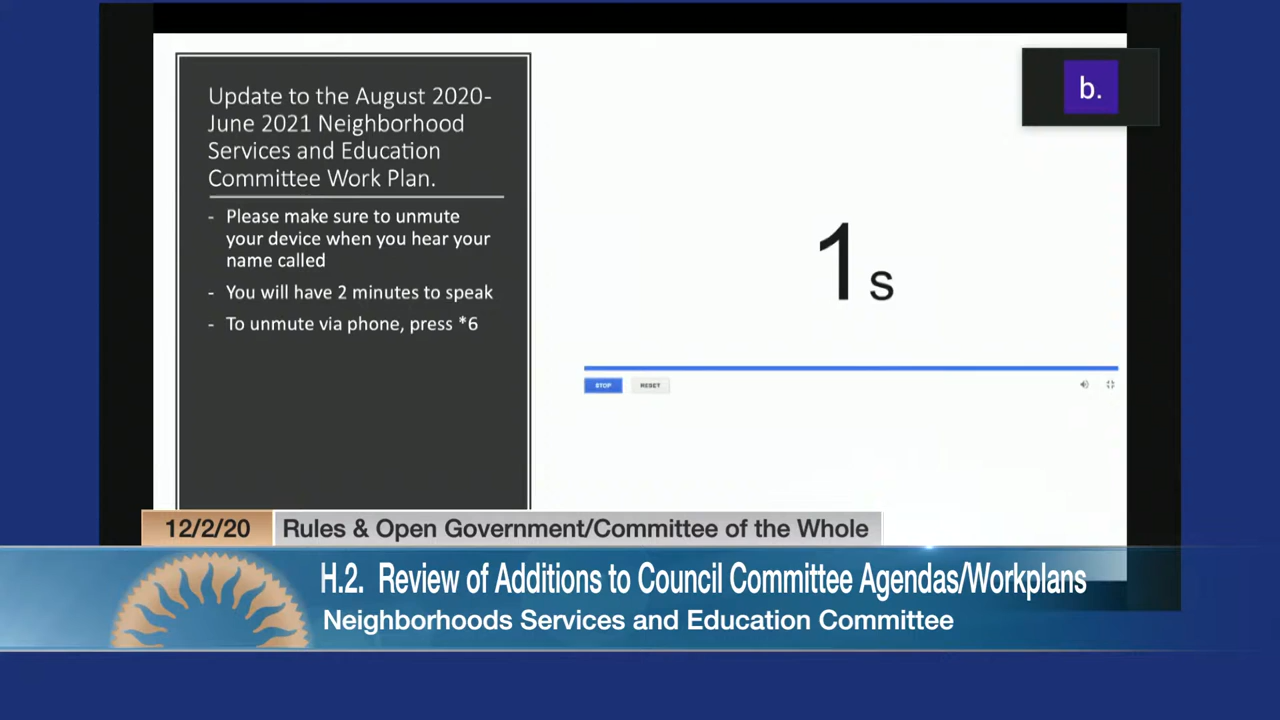 Update to the August 2020-
June 2021 Neighborhood
Services and Education
Committee Work Plan.
- Please make sure to unmute
your device when you hear your
name called
- You will have 2 minutes to speak
- To unmute via phone, press *6
b.
1 s
STOP
RESET
12/2/20
Rules & Open Government/Committee of the Whole
H.2. Review of Additions to Council Committee Agendas/Workplans
Neighborhoods Services and Education Committee